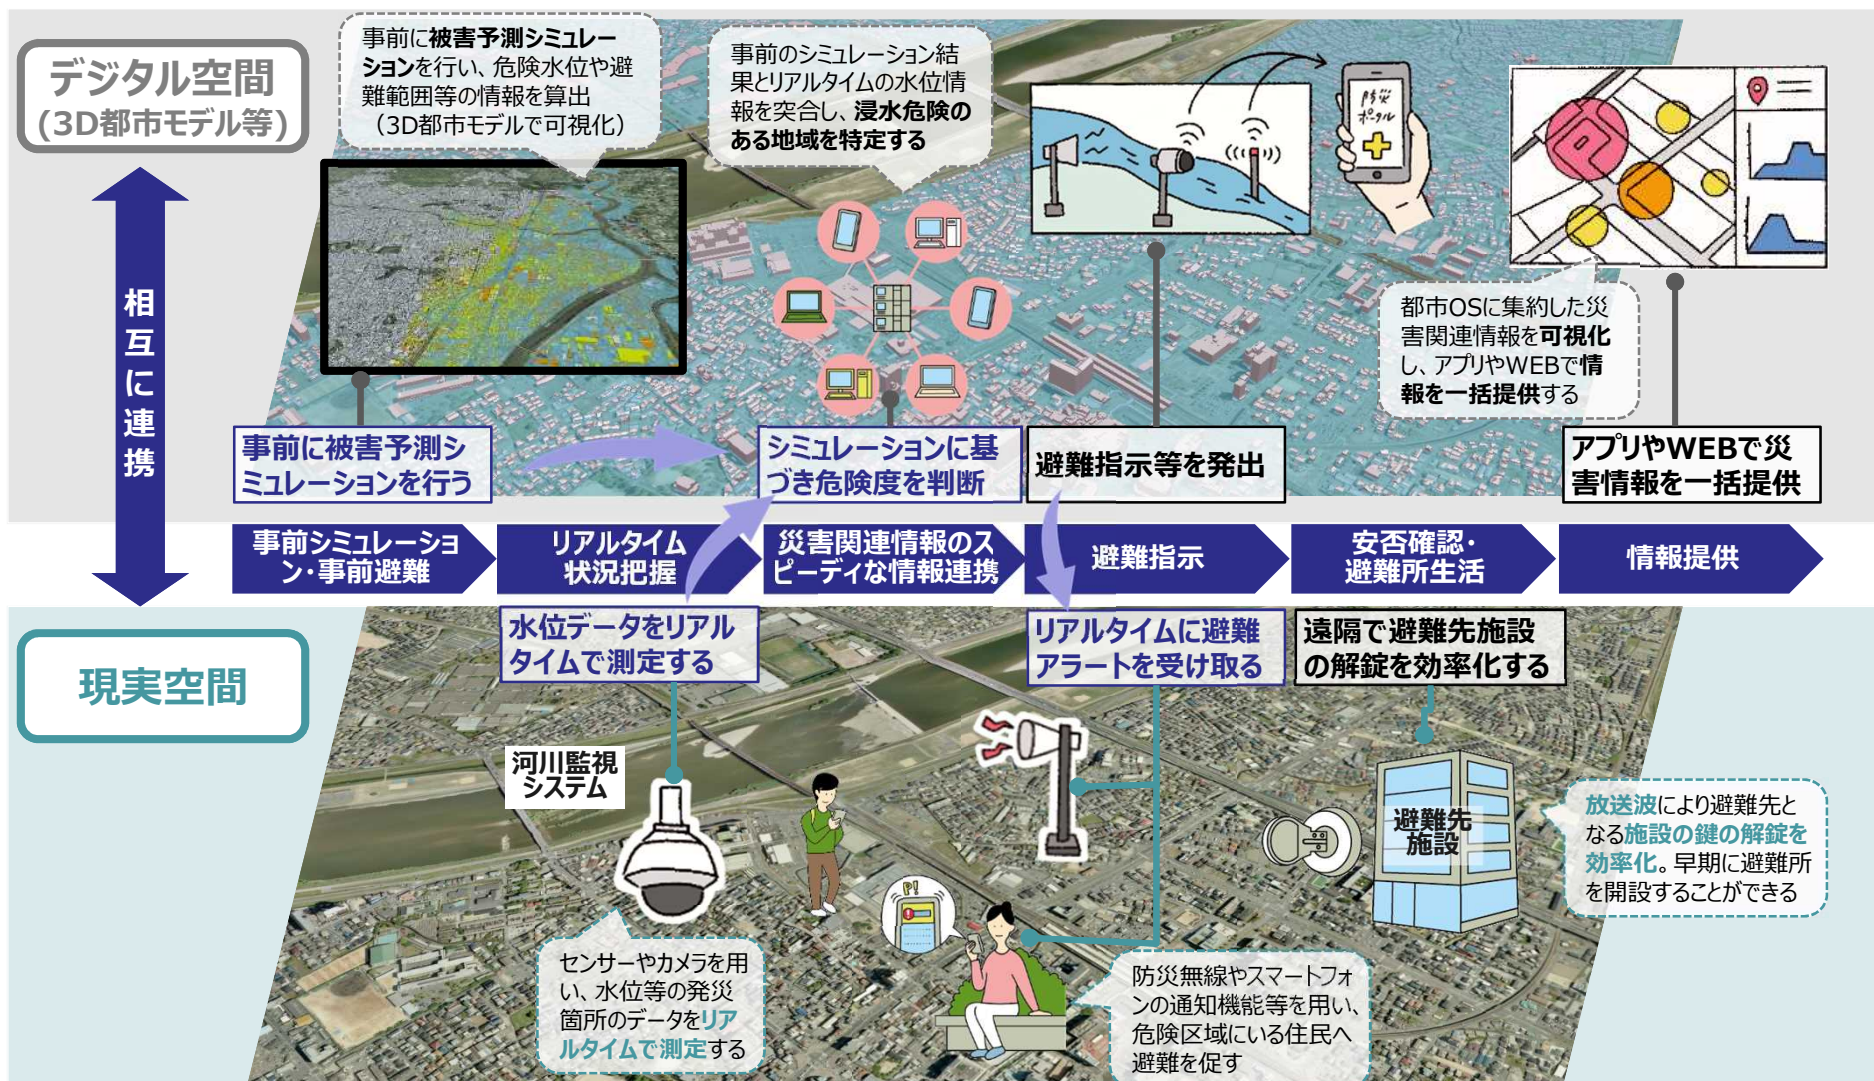 デジタル空間
(3D都市モデル等)
事前に被害予測シミュレー
ションを行い、危険水位や避
難範囲等の情報を算出
（3D都市モデルで可視化）
事前のシミュレーション結
果とリアルタイムの水位情
報を突合し、浸水危険の
ある地域を特定する
防災
ポータル
都市OSに集約した災
害関連情報を可視化
し、アプリやWEBで情
報を一括提供する
相互に連携
事前に被害予測シ
ミュレーションを行う
シミュレーションに基
づき危険度を判断
避難指示等を発出
アプリやWEBで災
害情報を一括提供
事前シミュレーショ
ン・事前避難
リアルタイム
状況把握
災害関連情報のス
ピーディな情報連携
避難指示
安否確認・
避難所生活
情報提供
現実空間
水位データをリアル
タイムで測定する
リアルタイムに避難
アラートを受け取る
遠隔で避難先施設
の解錠を効率化する
河川監視
システム
避難先
施設
放送波により避難先と
なる施設の鍵の解錠を
効率化。早期に避難所
を開設することができる
P!
センサーやカメラを用
い、水位等の発災
箇所のデータをリア
ルタイムで測定する
防災無線やスマートフォ
ンの通知機能等を用い、
危険区域にいる住民へ
避難を促す